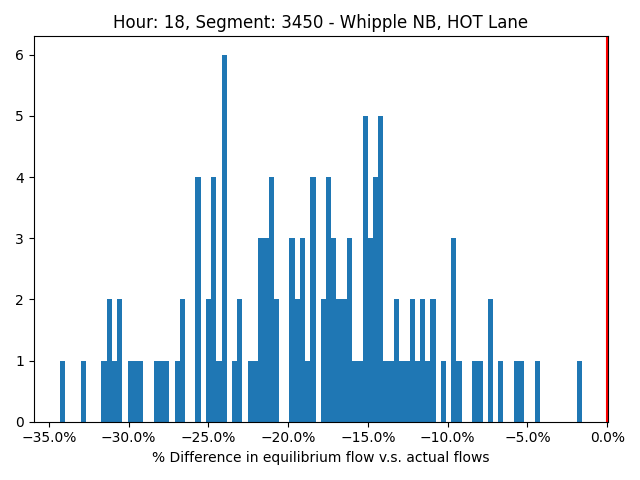 Hour: 18, Segment: 3450 - Whipple NB, HOT Lane
6
5
4
3
2
1
0
−35.0% −30.0% −25.0% −20.0% −15.0% −10.0% −5.0% 0.0%
% Difference in equilibrium flow v.s. actual flows